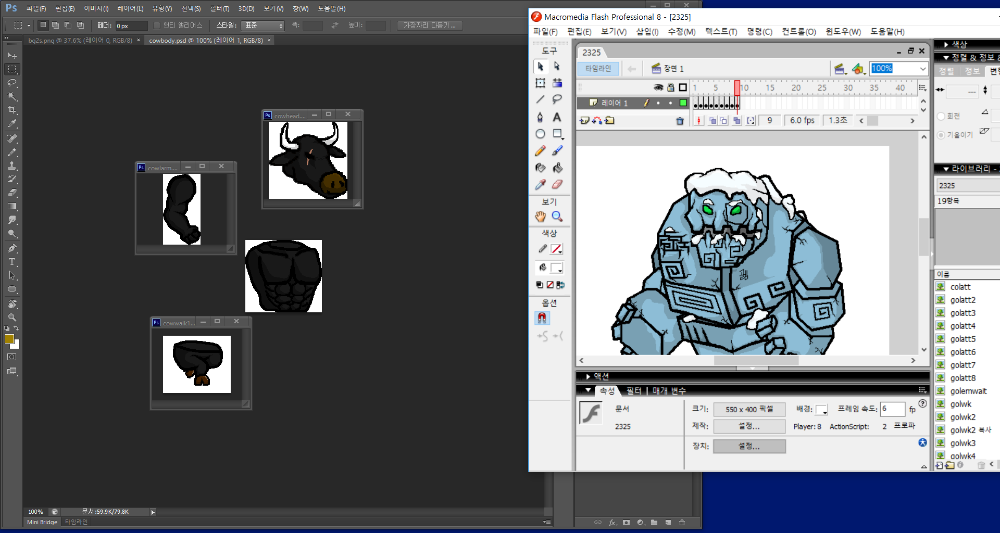 Ps 파일(F) 편집(E) 이미지(I) 레이어(L) 유형(Y) 선택(S) 필터(T) 3D(D) 보기(V) 창(W) 도움말(H)
페더: 0 px 앤티 앨리어스 스타일: 표준 폭: 높이: 가장자리 다듬기 ...
bg2s.png @ 37.6% (레이어 0, RGB/8) × cowbody.psd @ 100% (레이어 1, RGB/8) ×
Ps cowhead....
Ps cowlarm....
Ps cowwalk1...
100% 문서:59.9K/79.8K
Mini Bridge 타임라인
Macromedia Flash Professional 8 - [2325]
파일(F) 편집(E) 보기(V) 삽입(I) 수정(M) 텍스트(T) 명령(C) 컨트롤(O) 윈도우(W) 도움말(H)
도구
보기
색상
옵션
2325
타임라인 장면 1 100%
1 5 10 15 20 25 30 35 40
레이어 1
9 6.0 fps 1.3초
액션
속성 필터 매개 변수
문서
2325
크기: 550 x 400 픽셀 배경: 프레임 속도: 6 fp
제작: 설정... Player: 8 ActionScript: 2 프로파
장치: 설정...
색상
정렬 & 정보 &
정렬 정보
회전
기울이기
라이브러리 -
2325
19항목
이름
colatt
golatt2
golatt3
golatt4
golatt5
golatt6
golatt7
golatt8
golemwait
golwk
golwk2
golwk2 복사
golwk3
golwk4